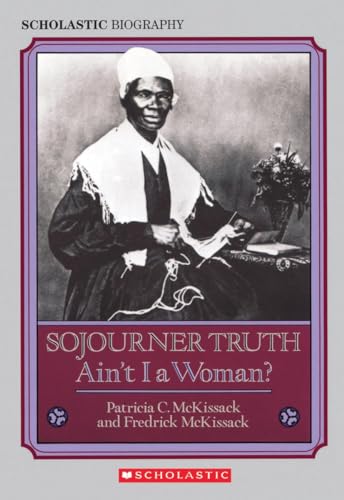 SCHOLASTIC BIOGRAPHY
SOJOURNER TRUTH
Ain't I a Woman?
Patricia C. McKissack
and Fredrick McKissack
SCHOLASTIC